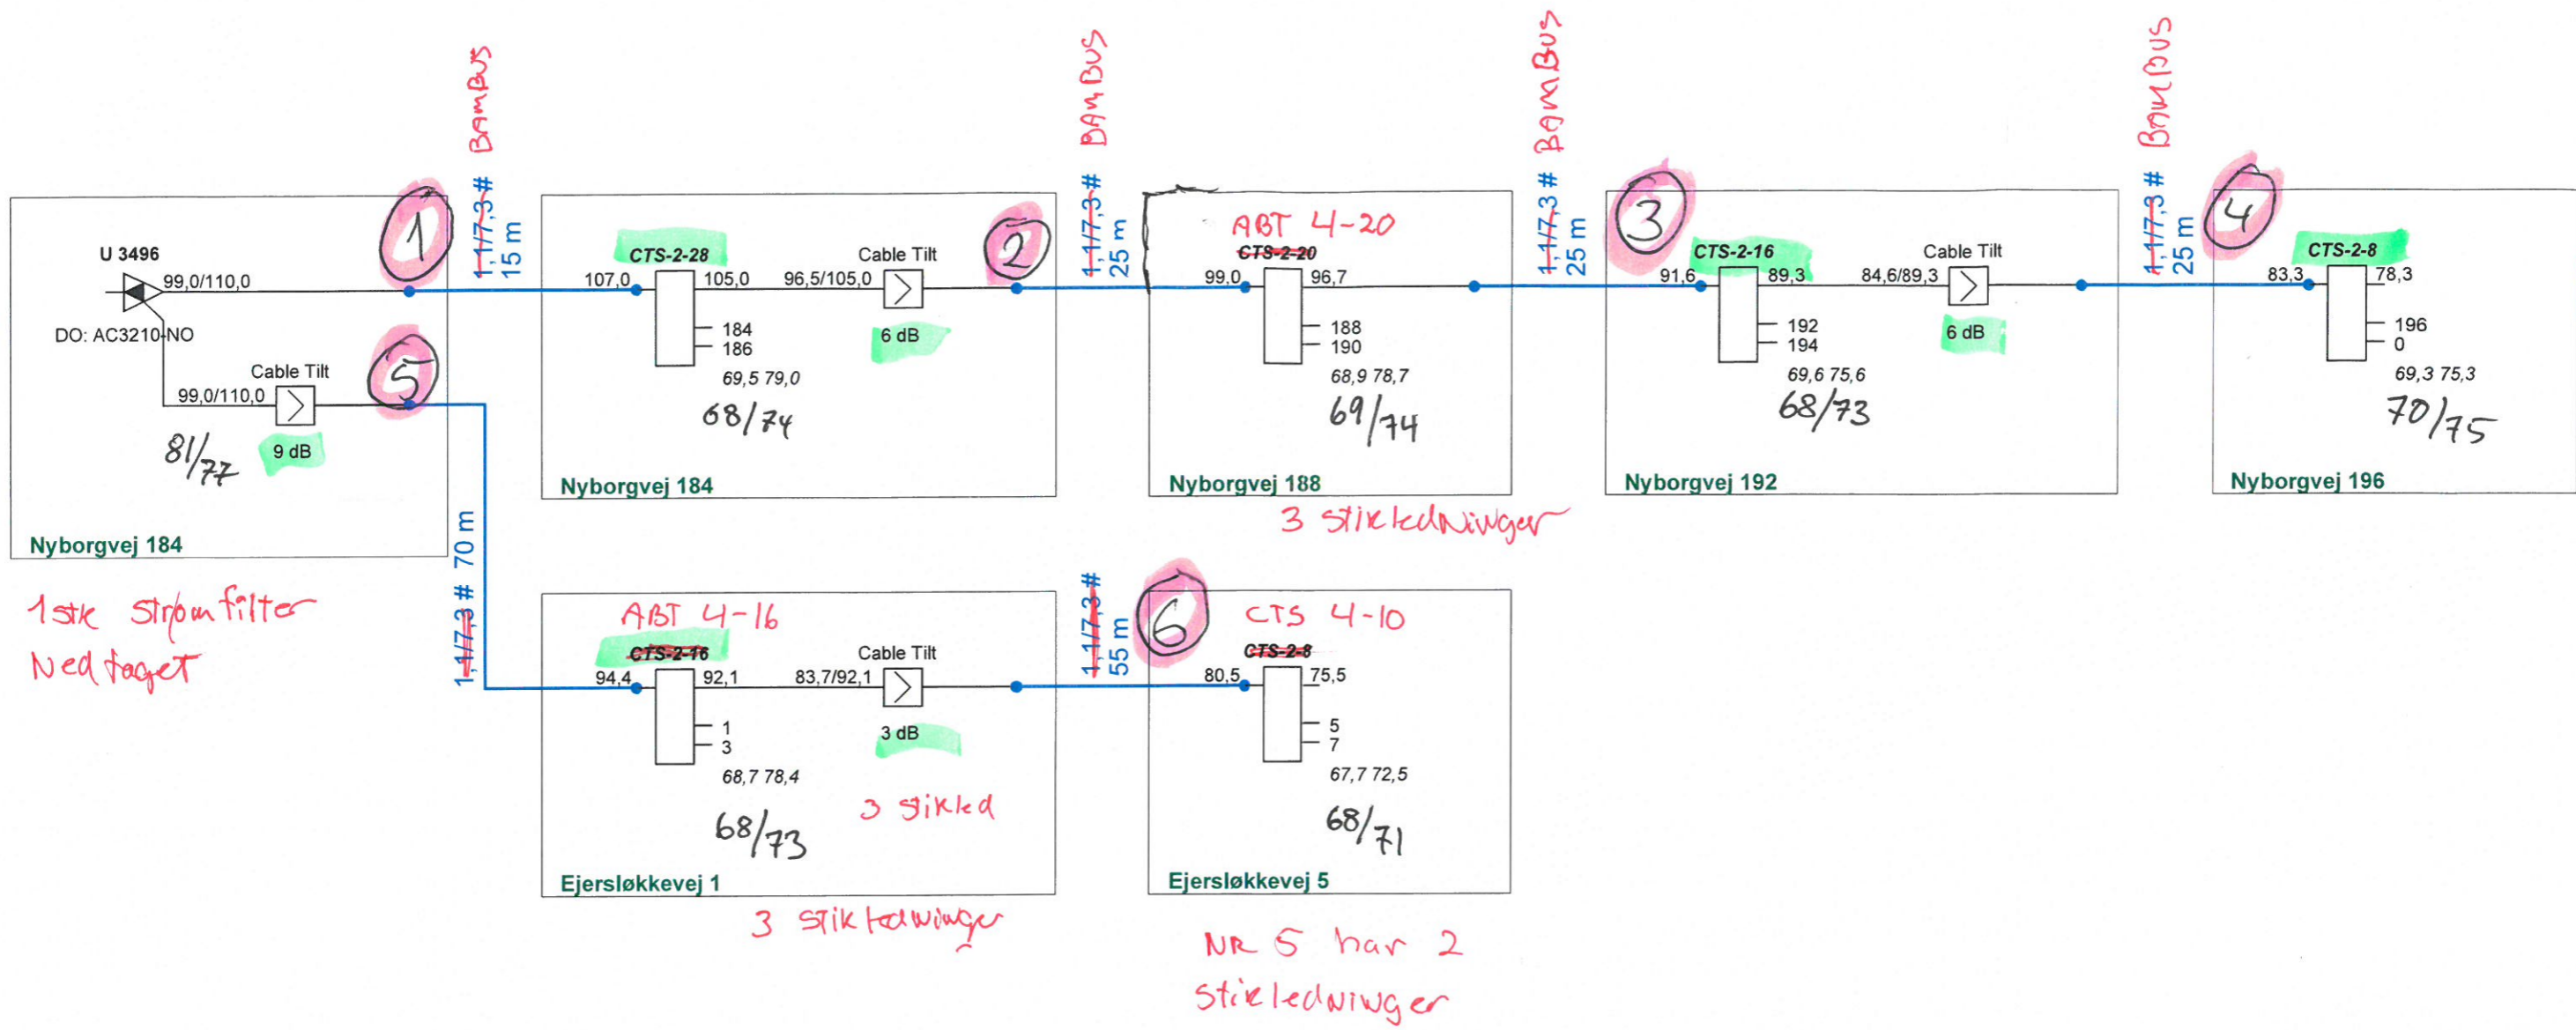 BAMBUS
1,1/7,3 #
15 m
BAMBUS
1,1/7,3 #
25 m
BAMBUS
1,1/7,3 #
25 m
BAMBUS
1,1/7,3 #
25 m
U 3496
99,0/110,0
DO: AC3210-NO
Cable Tilt
99,0/110,0
9 dB
81/77
1
5
Nyborgvej 184
1 stk Strømfilter
Nedtaget
CTS-2-28
107,0
105,0
96,5/105,0
Cable Tilt
6 dB
184
186
69,5 79,0
68/74
2
Nyborgvej 184
ABT 4-20
CTS-2-20
99,0
96,7
188
190
68,9 78,7
69/74
Nyborgvej 188
3 stikledninger
3
CTS-2-16
91,6
89,3
84,6/89,3
Cable Tilt
6 dB
192
194
69,6 75,6
68/73
Nyborgvej 192
4
CTS-2-8
83,3
78,3
196
0
69,3 75,3
70/75
Nyborgvej 196
1,1/7,3 # 70 m
ABT 4-16
CTS-2-16
94,4
92,1
83,7/92,1
Cable Tilt
3 dB
1
3
68,7 78,4
68/73
3 stikled
Ejersløkkevej 1
3 stikledninger
1,1/7,3 #
55 m
6
CTS 4-10
CTS-2-8
80,5
75,5
5
7
67,7 72,5
68/71
Ejersløkkevej 5
NR 5 har 2
stikledninger